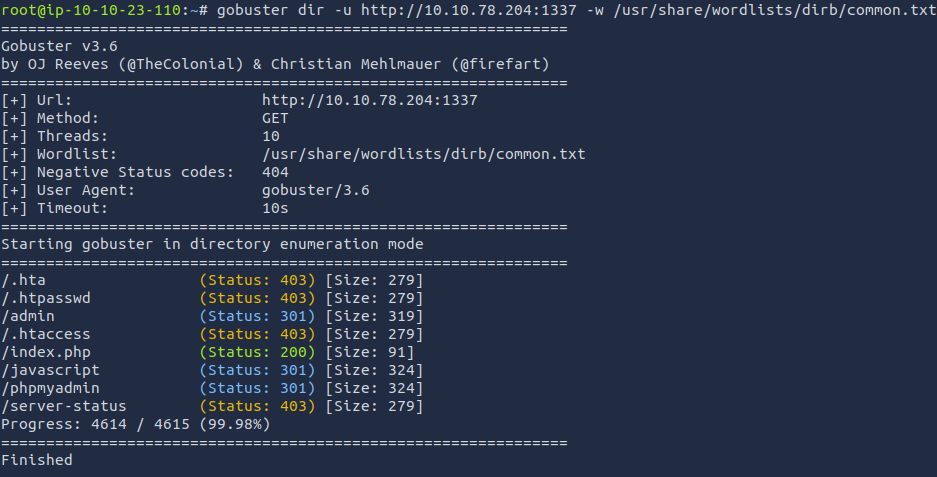 root@ip-10-10-23-110:~# gobuster dir -u http://10.10.78.204:1337 -w /usr/share/wordlists/dirb/common.txt
===============================================================
Gobuster v3.6
by OJ Reeves (@TheColonial) & Christian Mehlmauer (@firefart)
===============================================================
[+] Url:                     http://10.10.78.204:1337
[+] Method:                  GET
[+] Threads:                 10
[+] Wordlist:                /usr/share/wordlists/dirb/common.txt
[+] Negative Status codes:   404
[+] User Agent:              gobuster/3.6
[+] Timeout:                 10s
===============================================================
Starting gobuster in directory enumeration mode
===============================================================
/.hta                 (Status: 403) [Size: 279]
/.htpasswd            (Status: 403) [Size: 279]
/admin                (Status: 301) [Size: 319]
/.htaccess            (Status: 403) [Size: 279]
/index.php            (Status: 200) [Size: 91]
/javascript           (Status: 301) [Size: 324]
/phpmyadmin           (Status: 301) [Size: 324]
/server-status        (Status: 403) [Size: 279]
Progress: 4614 / 4615 (99.98%)
===============================================================
Finished